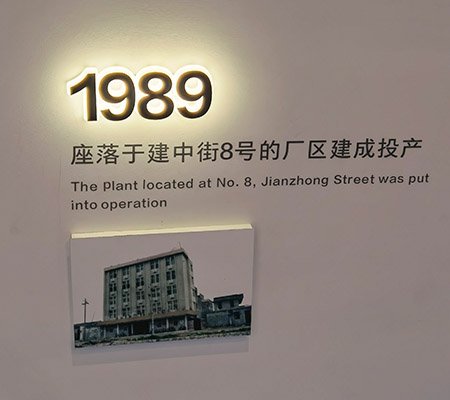 1989
座落于建中街8号的厂区建成投产
The plant located at No. 8, Jianzhong Street was put
into operation